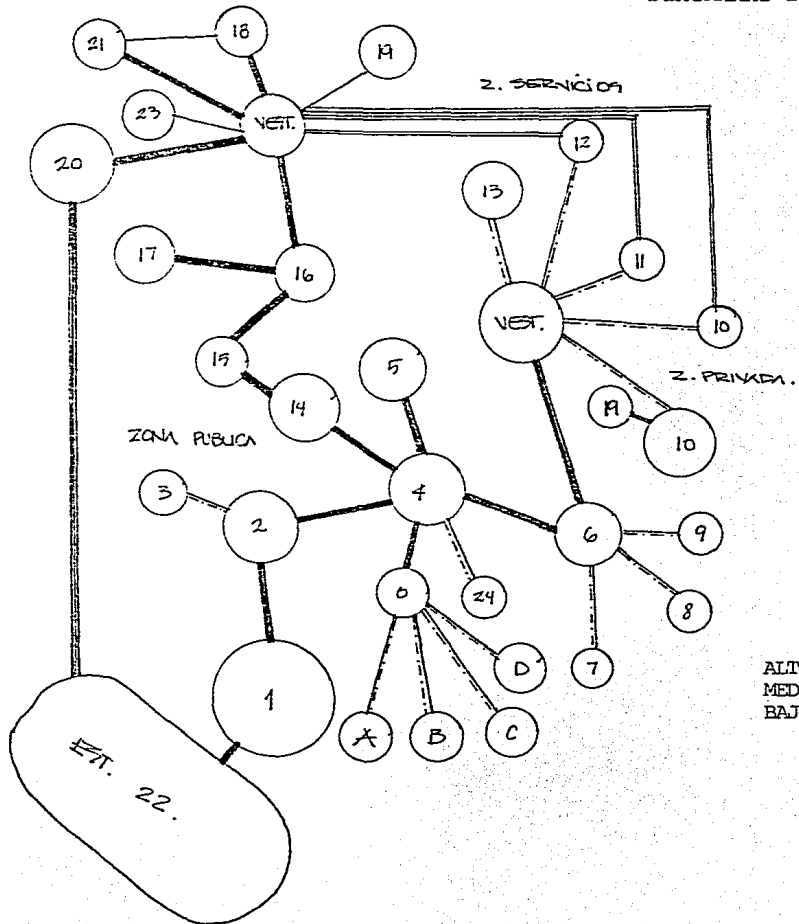 21
18
19
Z. SERVICIOS
23
VEST.
20
12
13
17
16
11
VEST.
10
15
5
Z. PRIVADA.
14
19
10
ZONA PUBLICA
3
4
2
6
9
0
24
8
D
7
1
A
B
C
ALT
MED
BAJ
EST. 22.